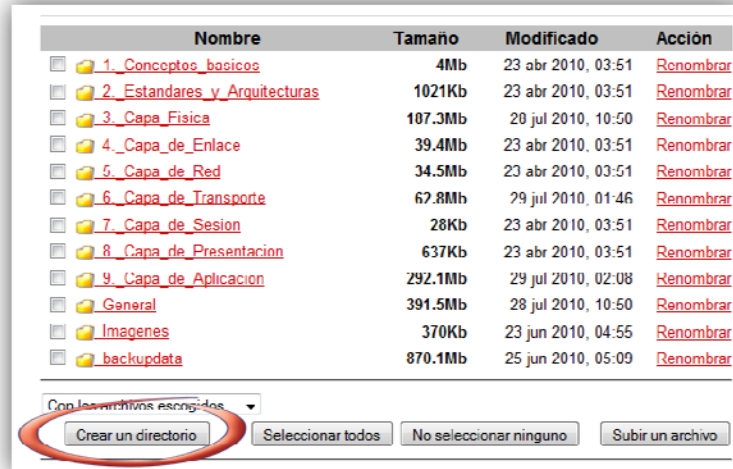 Nombre Tamaño Modificado Acción
1._Conceptos_basicos 4Mb 23 abr 2010, 03:51 Renombrar
2._Estandares_y_Arquitecturas 1021Kb 23 abr 2010, 03:51 Renombrar
3._Capa_Fisica 187.3Mb 28 jul 2010, 10:50 Renombrar
4._Capa_de_Enlace 39.4Mb 23 abr 2010, 03:51 Renombrar
5._Capa_de_Red 34.5Mb 23 abr 2010, 03:51 Renombrar
6._Capa_de_Transporte 62.8Mb 29 jul 2010, 01:46 Renombrar
7._Capa_de_Sesion 28Kb 23 abr 2010, 03:51 Renombrar
8._Capa_de_Presentacion 637Kb 23 abr 2010, 03:51 Renombrar
9._Capa_de_Aplicacion 292.1Mb 29 jul 2010, 02:08 Renombrar
General 391.5Mb 28 jul 2010, 10:50 Renombrar
Imagenes 370Kb 23 jun 2010, 04:55 Renombrar
backupdata 870.1Mb 25 jun 2010, 05:09 Renombrar
Con los archivos escogidos...
Crear un directorio Seleccionar todos No seleccionar ninguno Subir un archivo